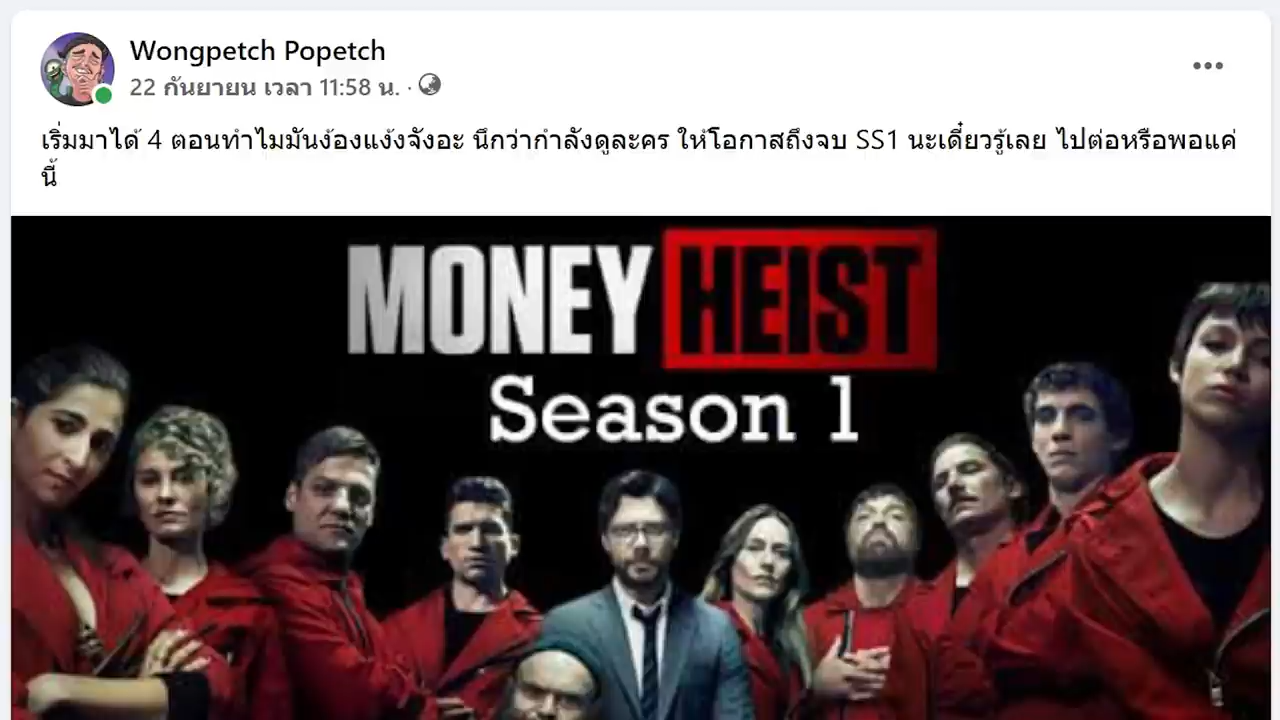 Wongpetch Popetch
22 กันยายน เวลา 11:58 น. ·
เริ่มมาได้ 4 ตอนทำไมมันง้องแง้งจังอะ นึกว่ากำลังดูละคร ให้โอกาสถึงจบ SS1 นะเดี๋ยวรู้เลย ไปต่อหรือพอแค่
นี้
MONEY HEIST
Season 1